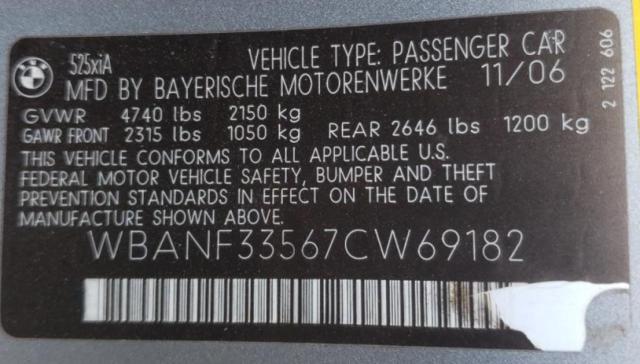 BMW
525xiA
VEHICLE TYPE: PASSENGER CAR
MFD BY BAYERISCHE MOTORENWERKE 11/06
GVWR 4740 lbs 2150 kg
GAWR FRONT 2315 lbs 1050 kg REAR 2646 lbs 1200 kg
THIS VEHICLE CONFORMS TO ALL APPLICABLE U.S.
FEDERAL MOTOR VEHICLE SAFETY, BUMPER AND THEFT
PREVENTION STANDARDS IN EFFECT ON THE DATE OF
MANUFACTURE SHOWN ABOVE.
WBANF33567CW69182
2 122 606